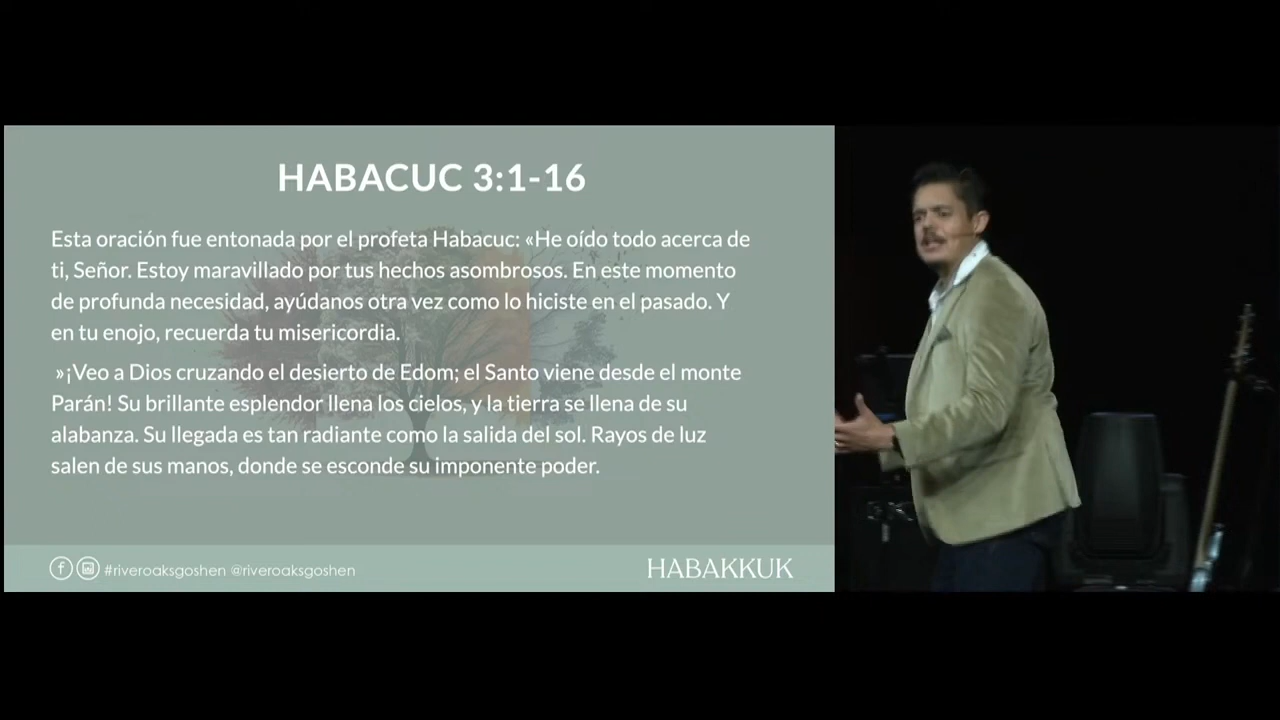 HABACUC 3:1-16
Esta oración fue entonada por el profeta Habacuc: «He oído todo acerca de
ti, Señor. Estoy maravillado por tus hechos asombrosos. En este momento
de profunda necesidad, ayúdanos otra vez como lo hiciste en el pasado. Y
en tu enojo, recuerda tu misericordia.
»¡Veo a Dios cruzando el desierto de Edom; el Santo viene desde el monte
Parán! Su brillante esplendor llena los cielos, y la tierra se llena de su
alabanza. Su llegada es tan radiante como la salida del sol. Rayos de luz
salen de sus manos, donde se esconde su imponente poder.
#riveroaksgoshen @riveroaksgoshen
HABAKKUK